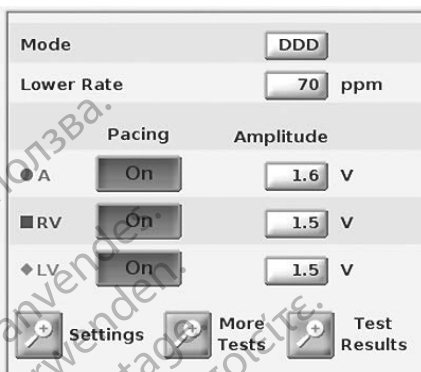 Mode DDD
Lower Rate 70 ppm
Pacing Amplitude
A On 1.6 V
RV On 1.5 V
LV On 1.5 V
Settings More Tests Test Results
anvendes.